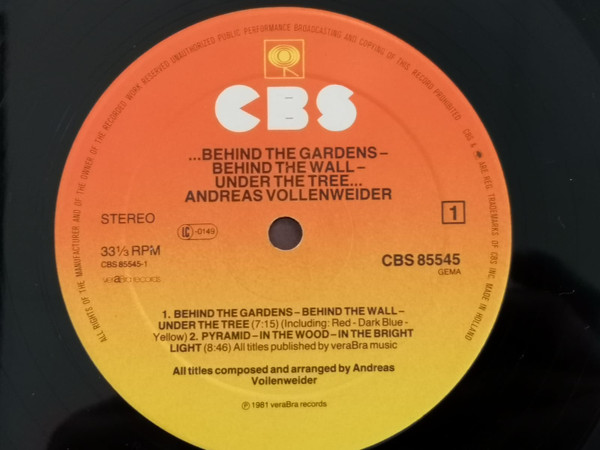 ALL RIGHTS OF THE MANUFACTURER AND OF THE OWNER OF THE RECORDED WORK RESERVED UNAUTHORIZED PUBLIC PERFORMANCE BROADCASTING AND COPYING OF THIS RECORD PROHIBITED
CBS & ARE REG. TRADEMARKS OF CBS INC. MADE IN HOLLAND
CBS
...BEHIND THE GARDENS–
BEHIND THE WALL–
UNDER THE TREE...
ANDREAS VOLLENWEIDER
STEREO
LC-0149
1
33⅓ RPM
CBS 85545-1
CBS 85545
GEMA
veraBra records
1. BEHIND THE GARDENS – BEHIND THE WALL –
UNDER THE TREE (7:15) (Including: Red - Dark Blue -
Yellow) 2. PYRAMID – IN THE WOOD – IN THE BRIGHT
LIGHT (8:46) All titles published by veraBra music
All titles composed and arranged by Andreas
Vollenweider
℗ 1981 veraBra records